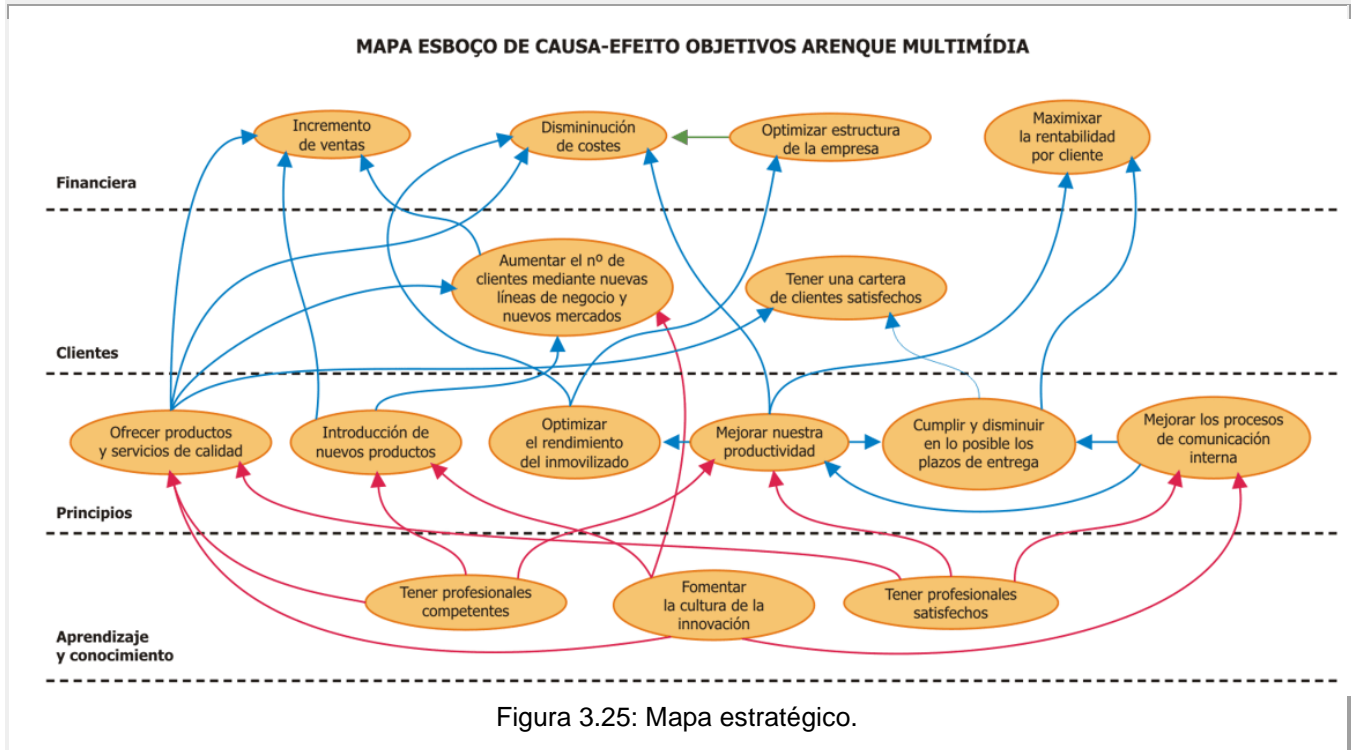 MAPA ESBOÇO DE CAUSA-EFEITO OBJETIVOS ARENQUE MULTIMÍDIA
Incremento
de ventas
Dismininución
de costes
Optimizar estructura
de la empresa
Maximixar
la rentabilidad
por cliente
Financiera
Aumentar el nº de
clientes mediante nuevas
líneas de negocio y
nuevos mercados
Tener una cartera
de clientes satisfechos
Clientes
Ofrecer productos
y servicios de calidad
Introducción de
nuevos productos
Optimizar
el rendimiento
del inmovilizado
Mejorar nuestra
productividad
Cumplir y disminuir
en lo posible los
plazos de entrega
Mejorar los procesos
de comunicación
interna
Principios
Tener profesionales
competentes
Fomentar
la cultura de la
innovación
Tener profesionales
satisfechos
Aprendizaje
y conocimiento
Figura 3.25: Mapa estratégico.